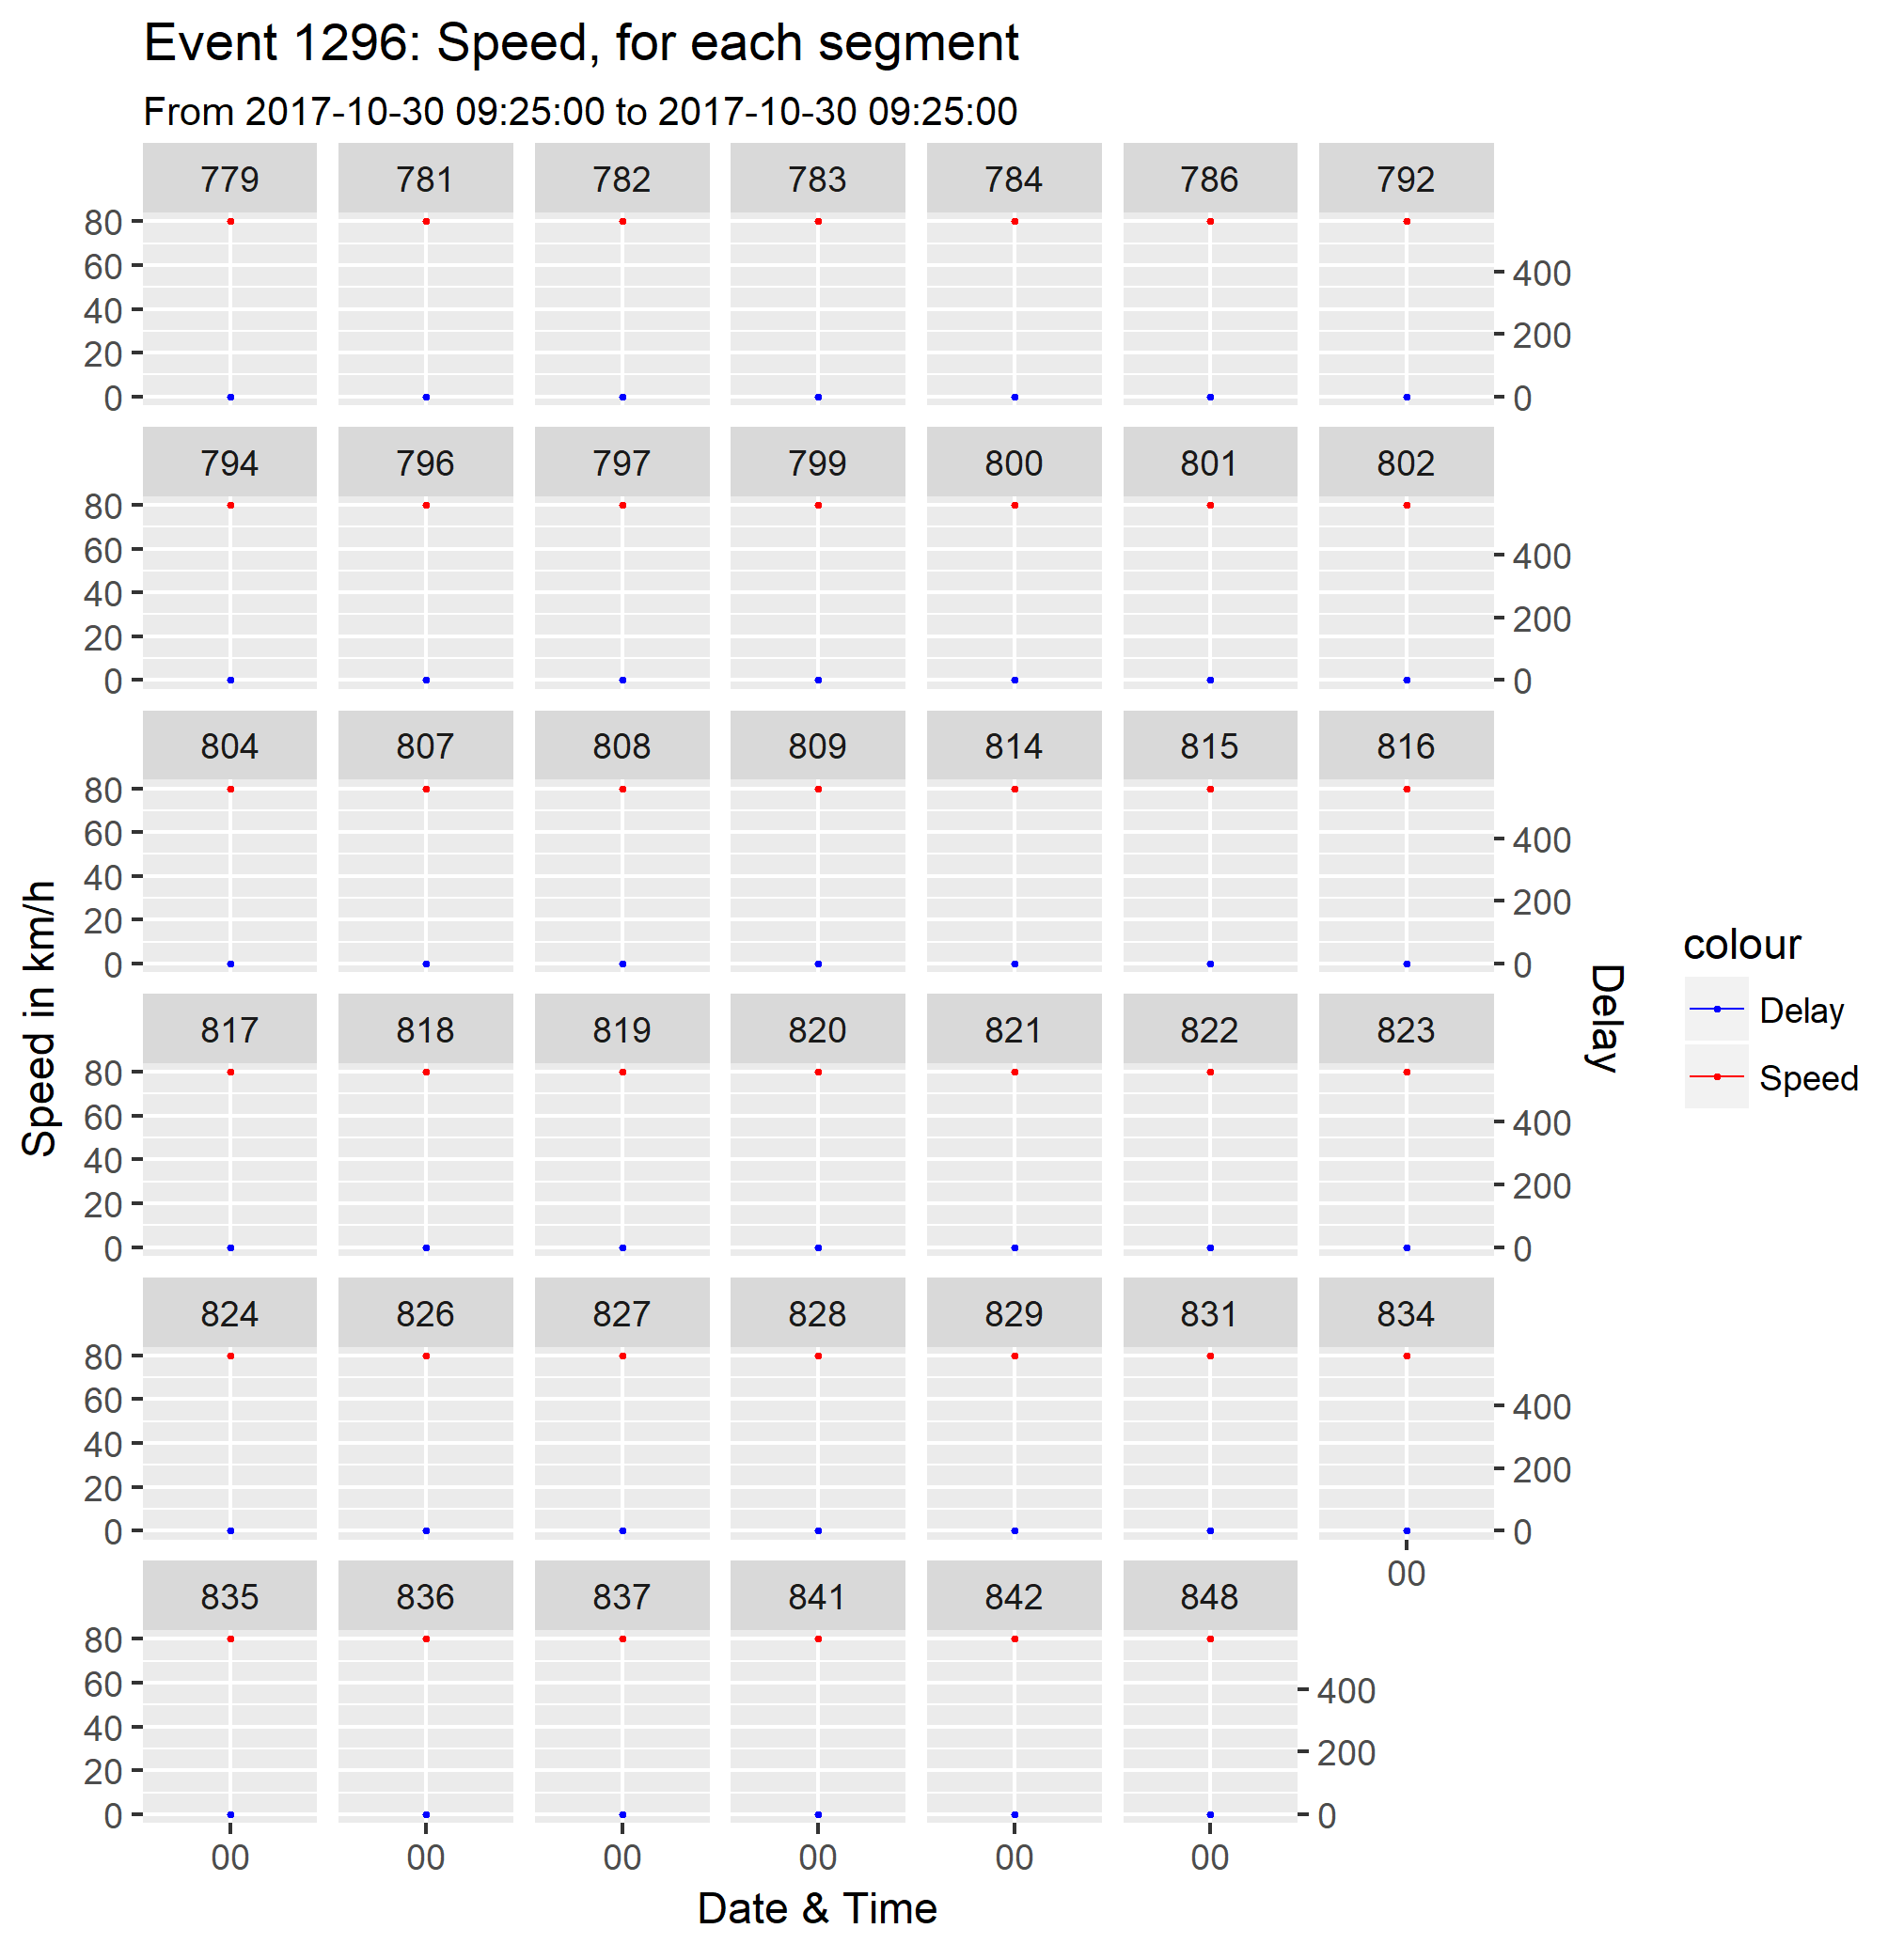 Event 1296: Speed, for each segment
From 2017-10-30 09:25:00 to 2017-10-30 09:25:00
779 781 782 783 784 786 792
80
60 400
40
20 200
0 0
794 796 797 799 800 801 802
80
60 400
40
20 200
0 0
804 807 808 809 814 815 816
80
60 400
40
20 200
0 0
817 818 819 820 821 822 823
80
60 400
40
20 200
0 0
824 826 827 828 829 831 834
80
60 400
40
20 200
0 0
00
835 836 837 841 842 848
80
60 400
40
20 200
0 0
00 00 00 00 00 00
Date & Time
Speed in km/h
Delay
colour
Delay
Speed